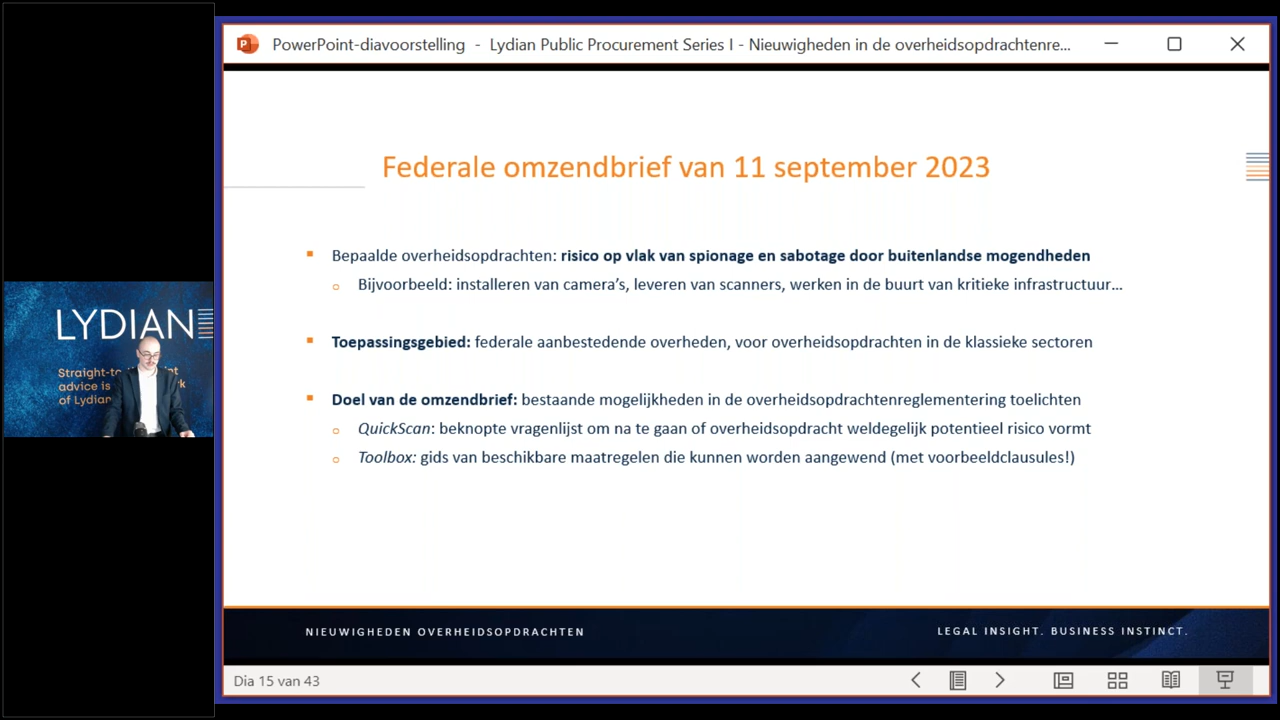 PowerPoint-diavoorstelling - Lydian Public Procurement Series I - Nieuwigheden in de overheidsopdrachtenre...
Federale omzendbrief van 11 september 2023
Bepaalde overheidsopdrachten: risico op vlak van spionage en sabotage door buitenlandse mogendheden
Bijvoorbeeld: installeren van camera's, leveren van scanners, werken in de buurt van kritieke infrastructuur...
Toepassingsgebied: federale aanbestedende overheden, voor overheidsopdrachten in de klassieke sectoren
Doel van de omzendbrief: bestaande mogelijkheden in de overheidsopdrachtenreglementering toelichten
QuickScan: beknopte vragenlijst om na te gaan of overheidsopdracht weldegelijk potentieel risico vormt
Toolbox: gids van beschikbare maatregelen die kunnen worden aangewend (met voorbeeldclausules!)
NIEUWIGHEDEN OVERHEIDSOPDRACHTEN
LEGAL INSIGHT. BUSINESS INSTINCT.
Dia 15 van 43
LYDIAN
Straight-to
advice is
of Lydian